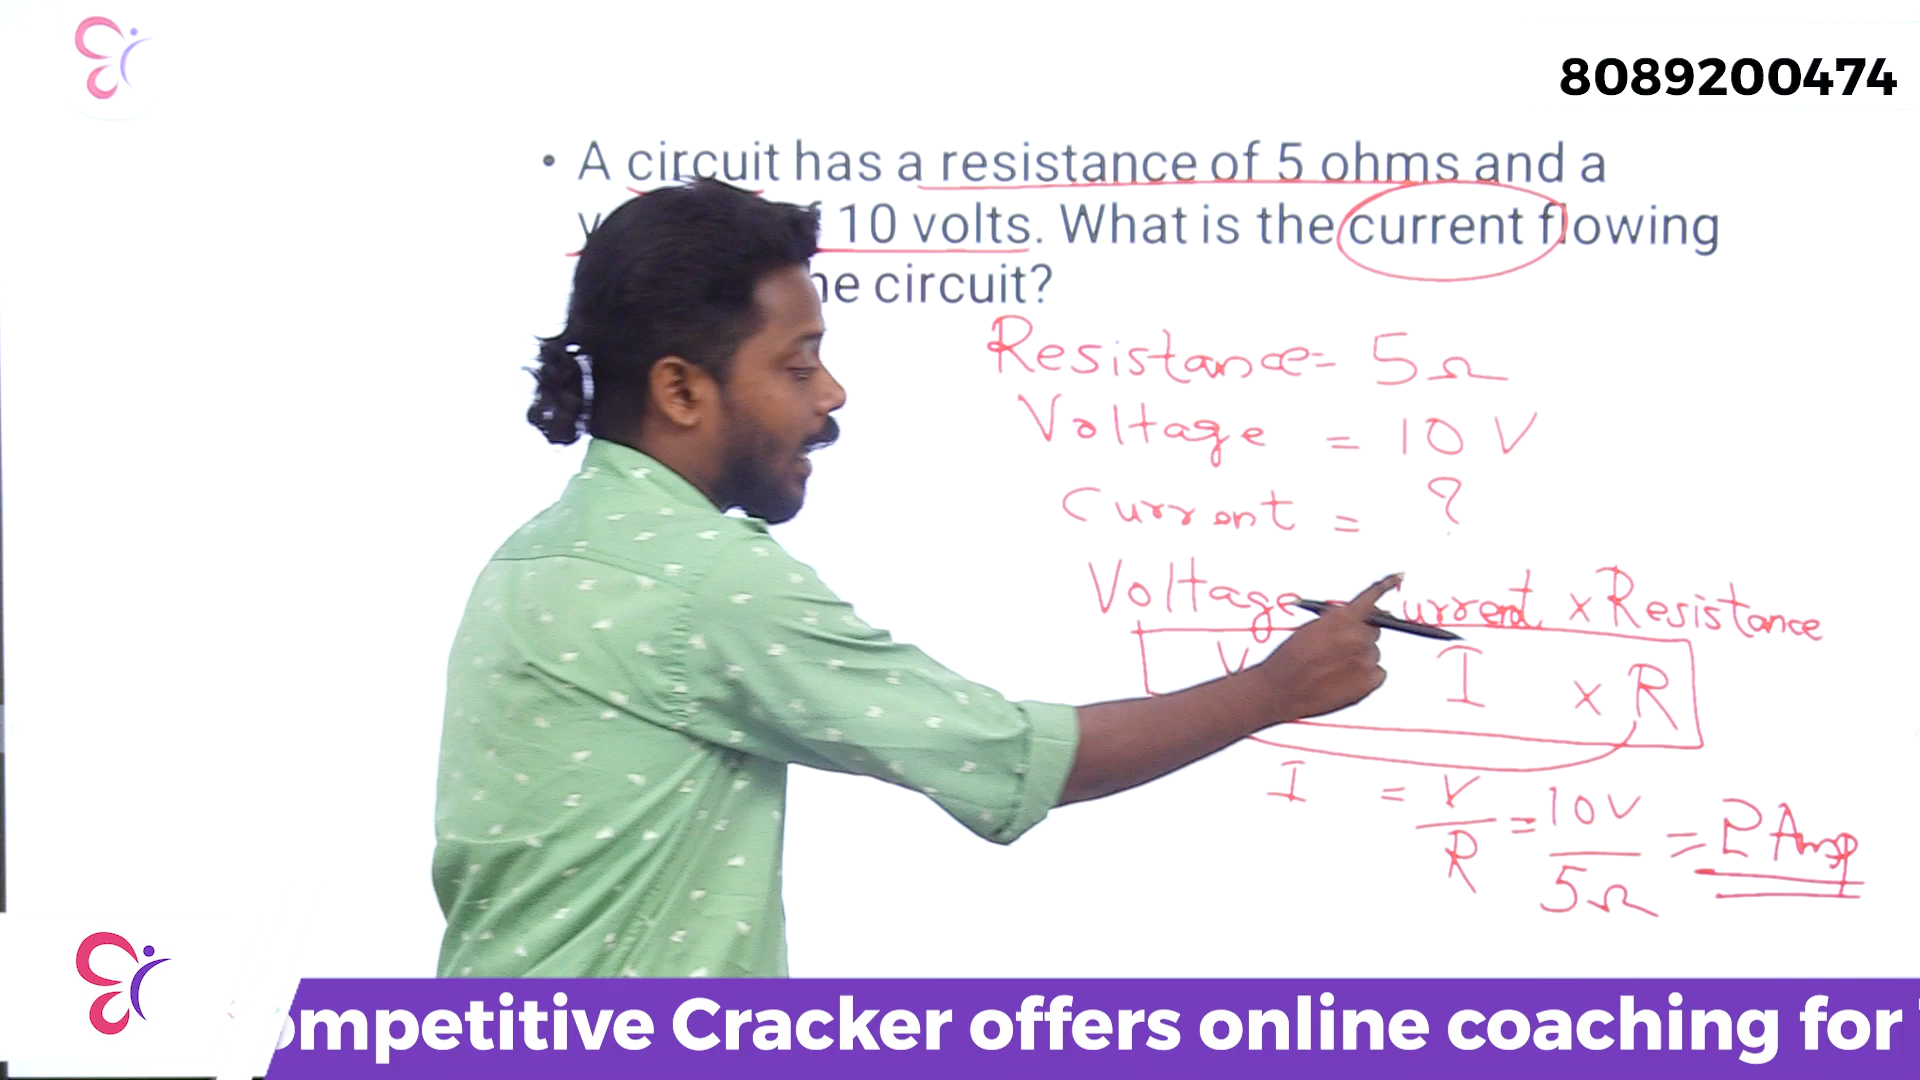 8089200474
• A circuit has a resistance of 5 ohms and a
10 volts. What is the current flowing
circuit?
Resistance = 5Ω
Voltage = 10 V
Current = ?
Voltage = Current × Resistance
V I × R
I = V/R = 10V/5Ω = 2 Amp
ompetitive Cracker offers online coaching for